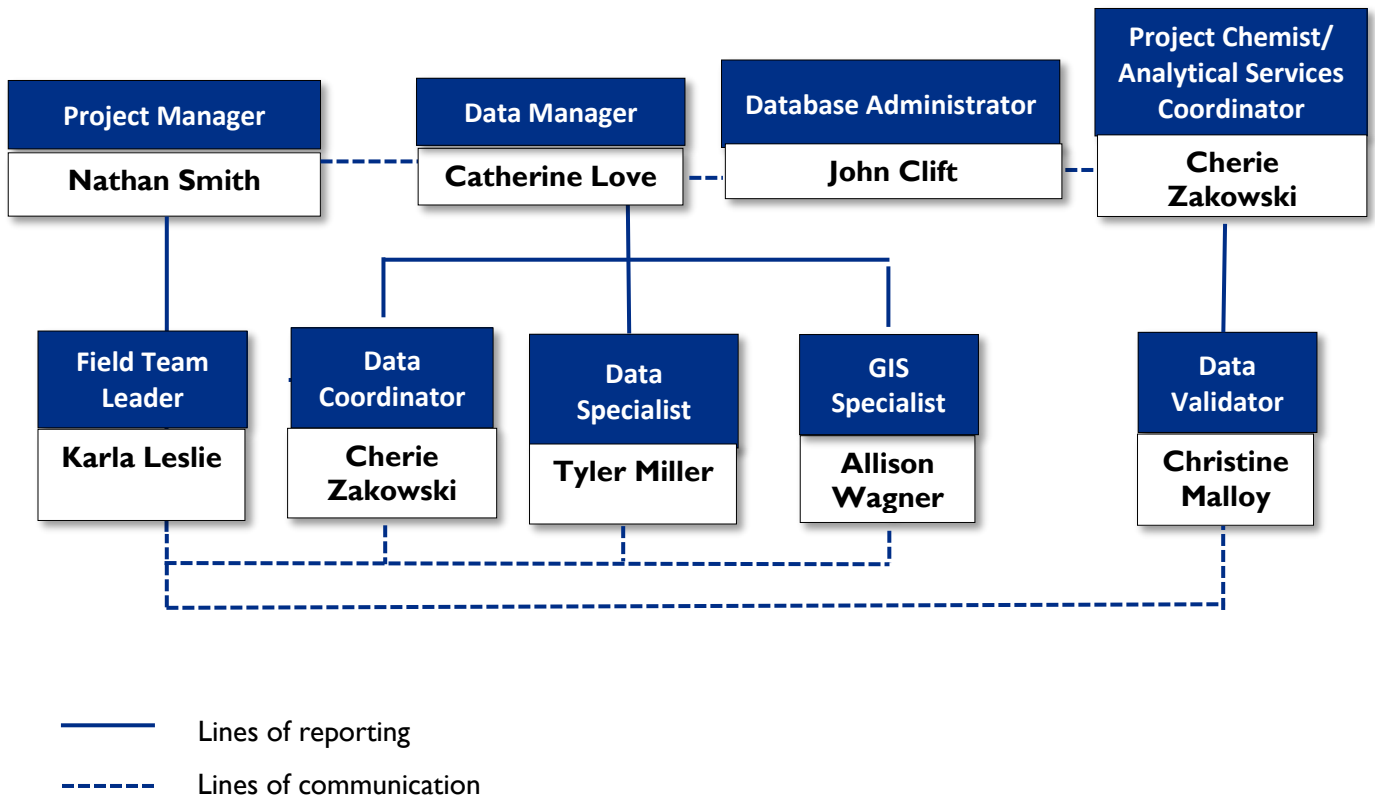 Project Manager
Nathan Smith
Data Manager
Catherine Love
Database Administrator
John Clift
Project Chemist/
Analytical Services
Coordinator
Cherie
Zakowski
Field Team
Leader
Karla Leslie
Data
Coordinator
Cherie
Zakowski
Data
Specialist
Tyler Miller
GIS
Specialist
Allison
Wagner
Data
Validator
Christine
Malloy
Lines of reporting
Lines of communication